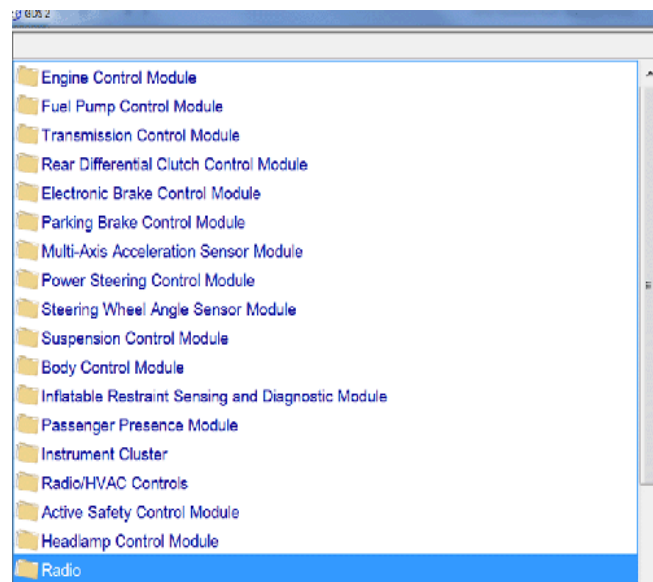 GDS 2
Engine Control Module
Fuel Pump Control Module
Transmission Control Module
Rear Differential Clutch Control Module
Electronic Brake Control Module
Parking Brake Control Module
Multi-Axis Acceleration Sensor Module
Power Steering Control Module
Steering Wheel Angle Sensor Module
Suspension Control Module
Body Control Module
Inflatable Restraint Sensing and Diagnostic Module
Passenger Presence Module
Instrument Cluster
Radio/HVAC Controls
Active Safety Control Module
Headlamp Control Module
Radio